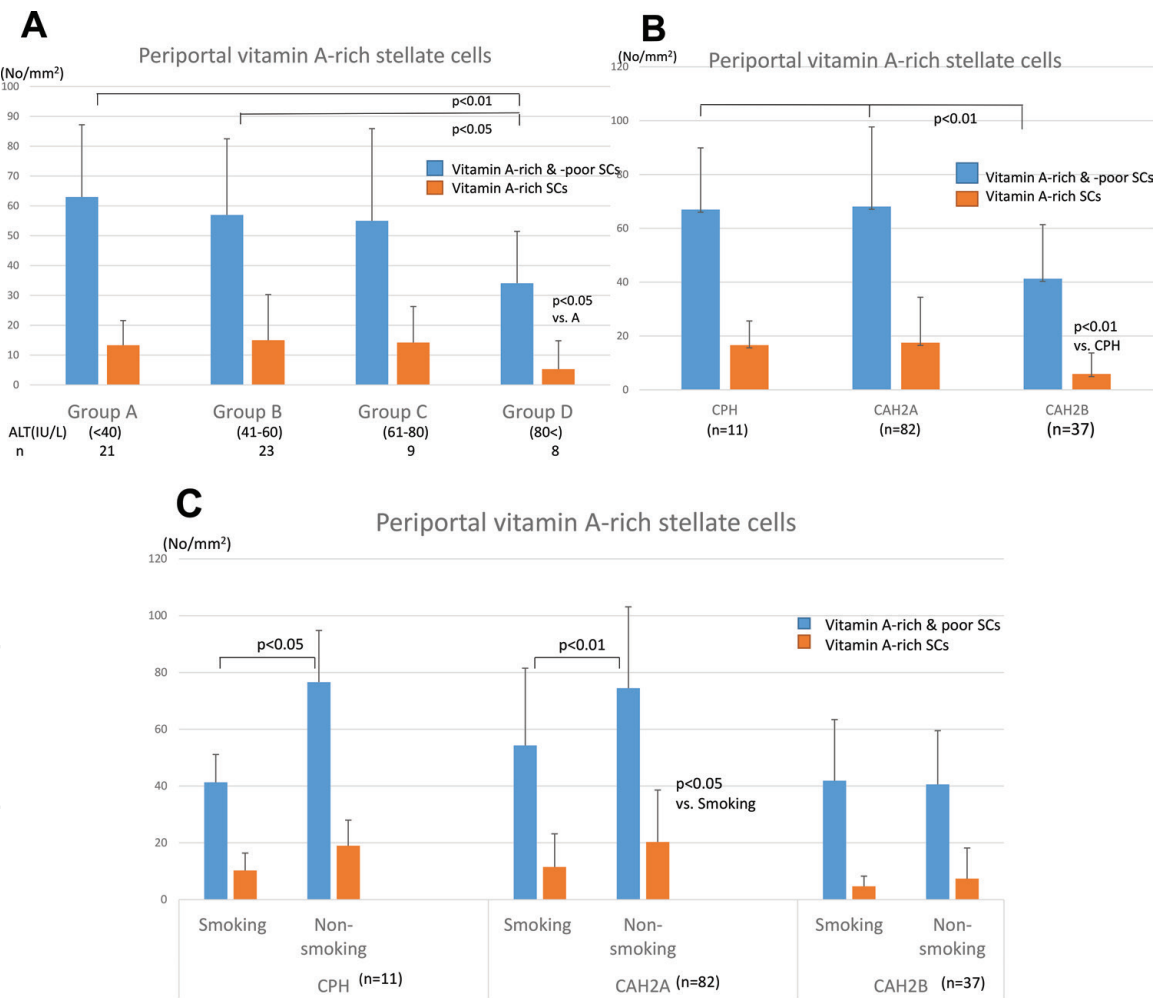 A
Periportal vitamin A-rich stellate cells
(No/mm²)
100
90
80
70
60
50
40
30
20
10
0
p<0.01
p<0.05
Vitamin A-rich & -poor SCs
Vitamin A-rich SCs
p<0.05
vs. A
Group A Group B Group C Group D
ALT(IU/L) (<40) (41-60) (61-80) (80<)
n 21 23 9 8
B
(No/mm²)
Periportal vitamin A-rich stellate cells
120
100
80
60
40
20
0
p<0.01
Vitamin A-rich & -poor SCs
Vitamin A-rich SCs
p<0.01
vs. CPH
CPH CAH2A CAH2B
(n=11) (n=82) (n=37)
C
Periportal vitamin A-rich stellate cells
(No/mm²)
120
100
80
60
40
20
0
p<0.05
p<0.01
Vitamin A-rich & poor SCs
Vitamin A-rich SCs
p<0.05
vs. Smoking
Smoking Non-smoking Smoking Non-smoking Smoking Non-smoking
CPH (n=11) CAH2A (n=82) CAH2B (n=37)